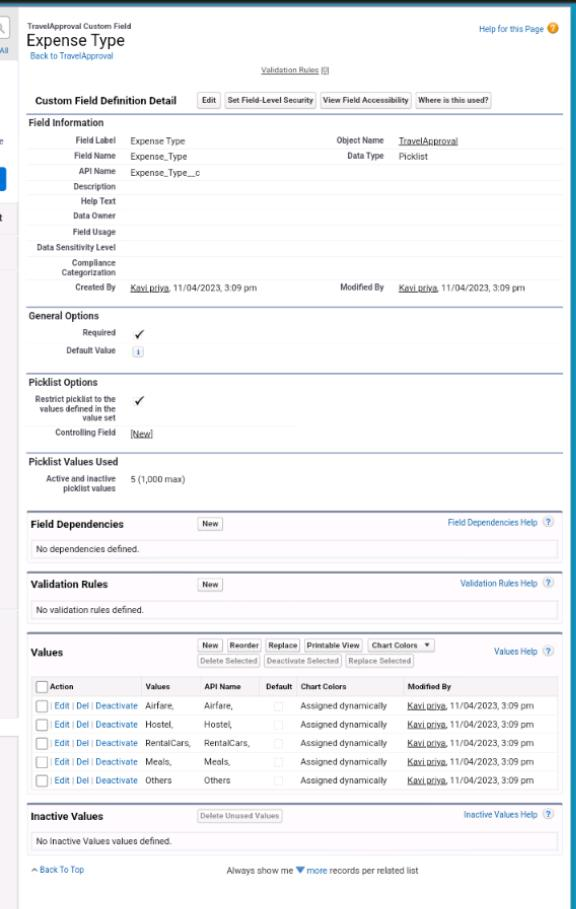 All
e
t
TravelApproval Custom Field
Expense Type
Help for this Page ?
Back to TravelApproval
Validation Rules [0]
Custom Field Definition Detail Edit Set Field-Level Security View Field Accessibility Where is this used?
Field Information
Field Label Expense Type Object Name TravelApproval
Field Name Expense_Type Data Type Picklist
API Name Expense_Type__c
Description
Help Text
Data Owner
Field Usage
Data Sensitivity Level
Compliance
Categorization
Created By Kavi priya, 11/04/2023, 3:09 pm Modified By Kavi priya, 11/04/2023, 3:09 pm
General Options
Required ✓
Default Value i
Picklist Options
Restrict picklist to the
values defined in the
value set ✓
Controlling Field [New]
Picklist Values Used
Active and inactive
picklist values 5 (1,000 max)
Field Dependencies New Field Dependencies Help ?
No dependencies defined.
Validation Rules New Validation Rules Help ?
No validation rules defined.
Values New Reorder Replace Printable View Chart Colors ▼ Values Help ?
Delete Selected Deactivate Selected Replace Selected
Action Values API Name Default Chart Colors Modified By
| Edit | Del | Deactivate Airfare, Airfare, Assigned dynamically Kavi priya, 11/04/2023, 3:09 pm
| Edit | Del | Deactivate Hostel, Hostel, Assigned dynamically Kavi priya, 11/04/2023, 3:09 pm
| Edit | Del | Deactivate RentalCars, RentalCars, Assigned dynamically Kavi priya, 11/04/2023, 3:09 pm
| Edit | Del | Deactivate Meals, Meals, Assigned dynamically Kavi priya, 11/04/2023, 3:09 pm
| Edit | Del | Deactivate Others Others Assigned dynamically Kavi priya, 11/04/2023, 3:09 pm
Inactive Values Delete Unused Values Inactive Values Help ?
No Inactive Values values defined.
Back To Top Always show me ▼ more records per related list